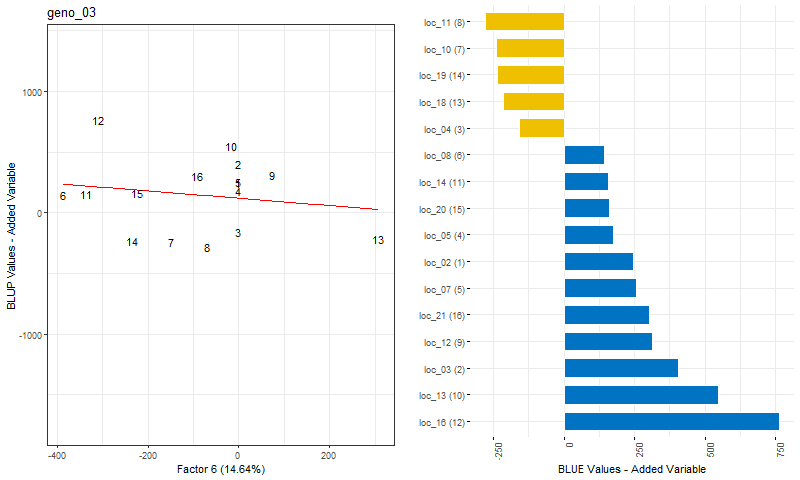 geno_03
BLUP Values - Added Variable
1000
0
-1000
12
10
2
9
16
5
1
4
6
11
15
3
14
7
8
13
-400
-200
0
200
Factor 6 (14.64%)
loc_11 (8)
loc_10 (7)
loc_19 (14)
loc_18 (13)
loc_04 (3)
loc_08 (6)
loc_14 (11)
loc_20 (15)
loc_05 (4)
loc_02 (1)
loc_07 (5)
loc_21 (16)
loc_12 (9)
loc_03 (2)
loc_13 (10)
loc_16 (12)
-250
0
250
500
750
BLUE Values - Added Variable